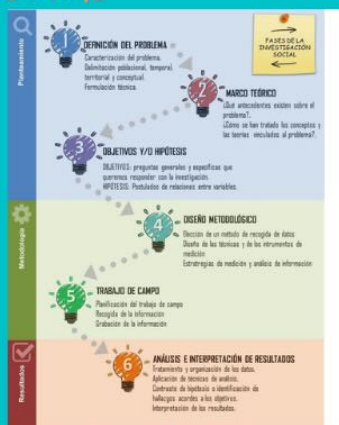 Planteamiento
FASES DE LA
INVESTIGACIÓN
SOCIAL
1
DEFINICIÓN DEL PROBLEMA
Caracterización del problema.
Delimitación poblacional, temporal
territorial y conceptual.
Formulación técnica.
2
MARCO TEÓRICO
¿Qué antecedentes existen sobre el
problema?.
¿Cómo se han tratado los conceptos y
las teorías vinculados al problema?.
3
OBJETIVOS Y/O HIPÓTESIS
OBJETIVOS: preguntas generales y específicas que
queremos responder con la investigación.
HIPÓTESIS: Postulados de relaciones entre variables.
Metodología
4
DISEÑO METODOLÓGICO
Elección de un método de recogida de datos
Diseño de las técnicas y de los intrumentos de
medición
Estrategias de medición y análisis de información
5
TRABAJO DE CAMPO
Planificación del trabajo de campo
Recogida de la información
Grabación de la información
Resultados
6
ANÁLISIS E INTERPRETACIÓN DE RESULTADOS
Tratamiento y organización de los datos.
Aplicación de técnicas de análisis.
Contraste de hipótesis o identificación de
hallazgos acordes a los objetivos.
Interpretación de los resultados.